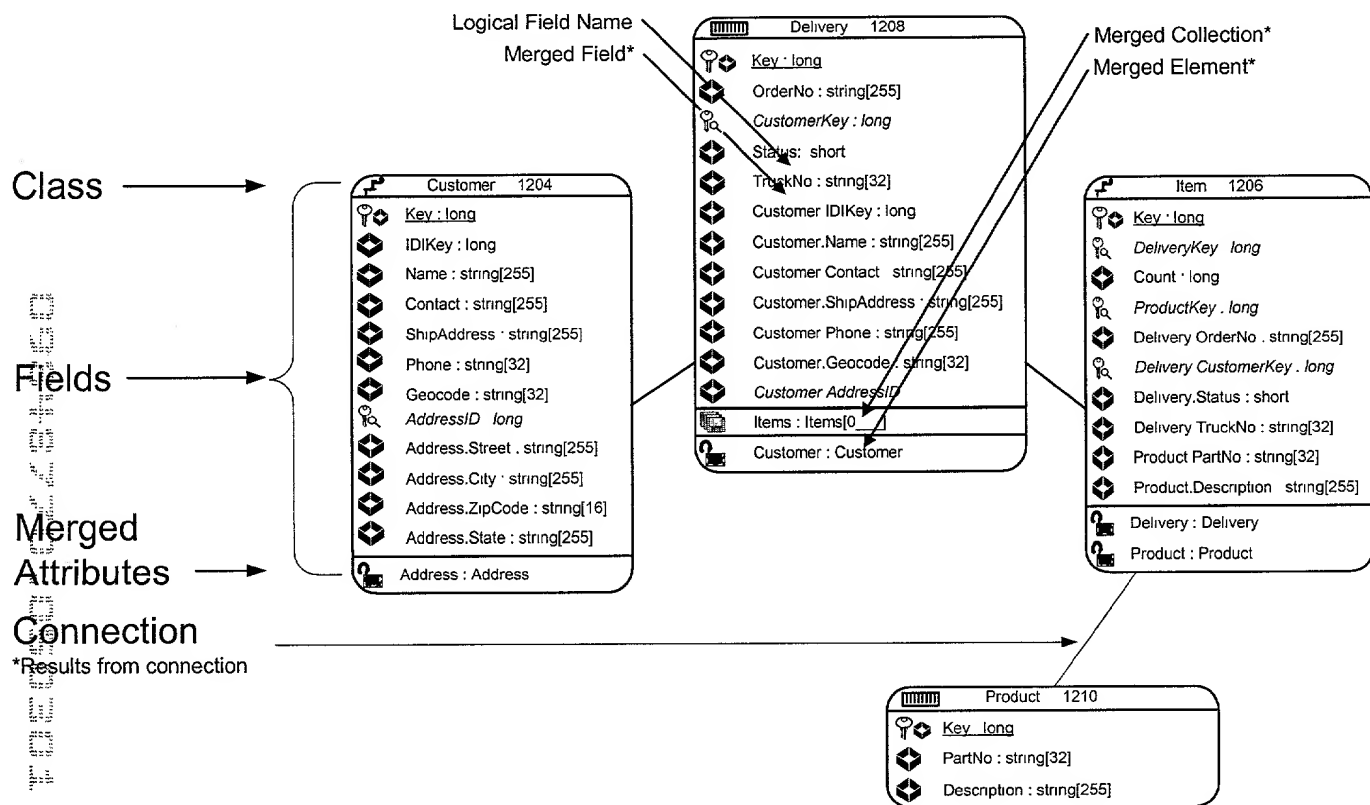 Logical Field Name
Merged Field*
Merged Collection*
Merged Element*
Class
Fields
Merged
Attributes
Connection
*Results from connection
Customer 1204
Key : long
IDIKey : long
Name : string[255]
Contact : string[255]
ShipAddress : string[255]
Phone : string[32]
Geocode : string[32]
AddressID long
Address.Street . string[255]
Address.City : string[255]
Address.ZipCode : string[16]
Address.State : string[255]
Address : Address
Delivery 1208
Key : long
OrderNo : string[255]
CustomerKey : long
Status: short
TruckNo : string[32]
Customer IDIKey : long
Customer.Name : string[255]
Customer Contact string[255]
Customer.ShipAddress : string[255]
Customer Phone : string[255]
Customer.Geocode : string[32]
Customer AddressID
Items : Items[0___]
Customer : Customer
Item 1206
Key : long
DeliveryKey long
Count : long
ProductKey . long
Delivery OrderNo . string[255]
Delivery CustomerKey . long
Delivery.Status : short
Delivery TruckNo : string[32]
Product PartNo : string[32]
Product.Description string[255]
Delivery : Delivery
Product : Product
Product 1210
Key long
PartNo : string[32]
Description : string[255]